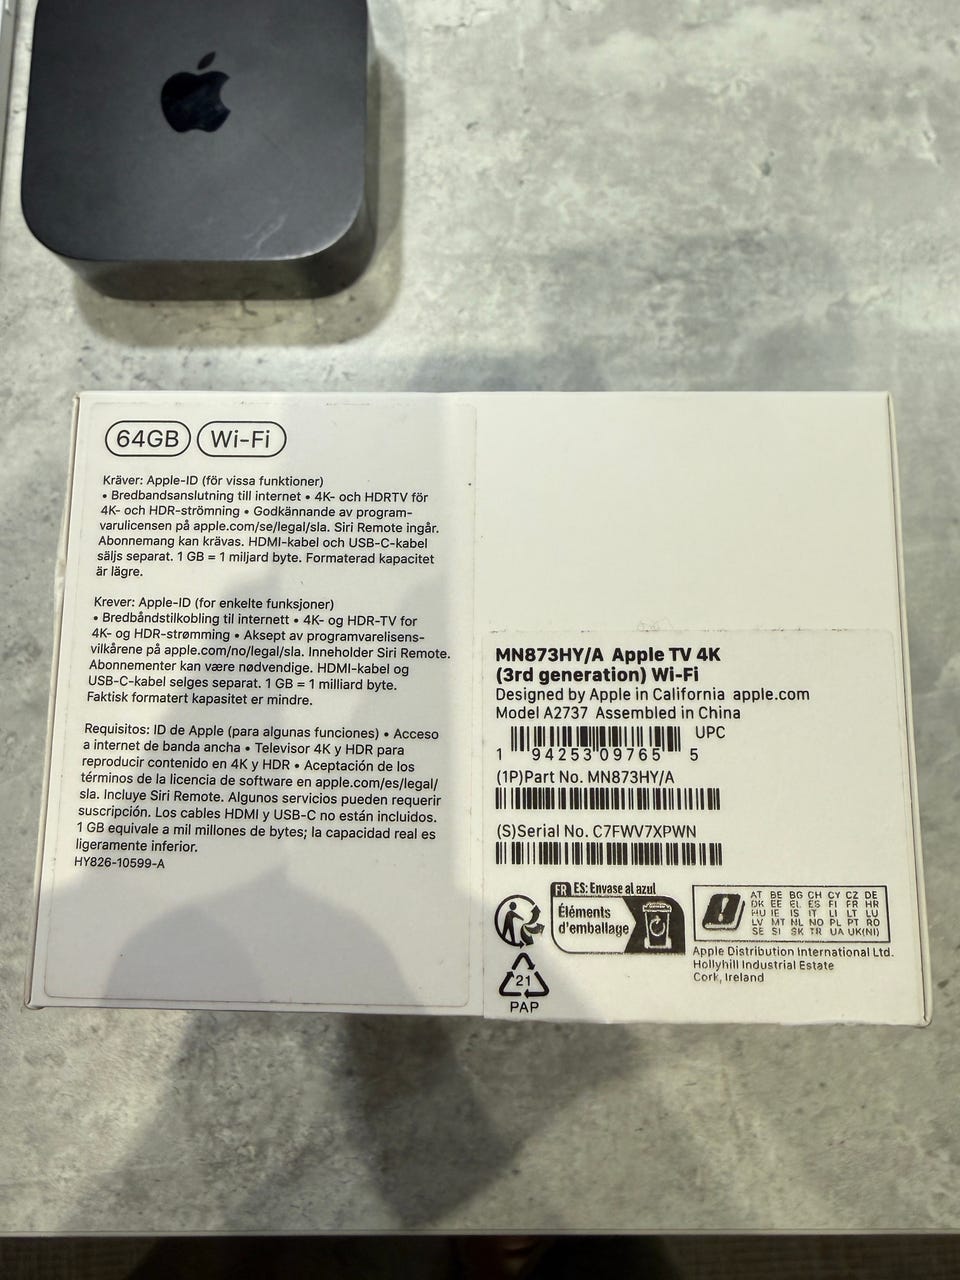 64GB Wi-Fi
Kräver: Apple-ID (för vissa funktioner)
• Bredbandsanslutning till internet • 4K- och HDRTV för
4K- och HDR-strömning • Godkännande av program-
varulicensen på apple.com/se/legal/sla. Siri Remote ingår.
Abonnemang kan krävas. HDMI-kabel och USB-C-kabel
säljs separat. 1 GB = 1 miljard byte. Formaterad kapacitet
är lägre.
Krever: Apple-ID (for enkelte funksjoner)
• Bredbåndstilkobling til internett • 4K- og HDR-TV for
4K- og HDR-strømming • Aksept av programvarelisens-
vilkårene på apple.com/no/legal/sla. Inneholder Siri Remote.
Abonnementer kan være nødvendige. HDMI-kabel og
USB-C-kabel selges separat. 1 GB = 1 milliard byte.
Faktisk formatert kapasitet er mindre.
Requisitos: ID de Apple (para algunas funciones) • Acceso
a internet de banda ancha • Televisor 4K y HDR para
reproducir contenido en 4K y HDR • Aceptación de los
términos de la licencia de software en apple.com/es/legal/
sla. Incluye Siri Remote. Algunos servicios pueden requerir
suscripción. Los cables HDMI y USB-C no están incluidos.
1 GB equivale a mil millones de bytes; la capacidad real es
ligeramente inferior.
HY826-10599-A
MN873HY/A Apple TV 4K
(3rd generation) Wi-Fi
Designed by Apple in California apple.com
Model A2737 Assembled in China
UPC
1 94253 09765 5
(1P)Part No. MN873HY/A
(S)Serial No. C7FWV7XPWN
FR ES: Envase al azul
Éléments
d'emballage
21
PAP
AT BE BG CH CY CZ DE
DK EE EL ES FI FR HR
HU IE IS IT LI LT LU
LV MT NL NO PL PT RO
SE SI SK TR UA UK(NI)
Apple Distribution International Ltd.
Hollyhill Industrial Estate
Cork, Ireland